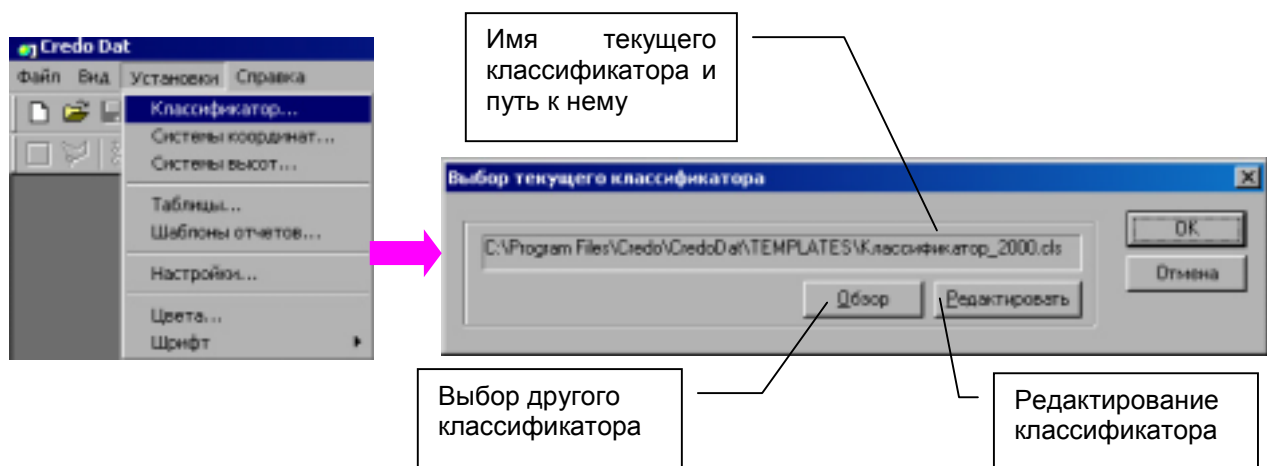 Имя текущего
классификатора и
путь к нему
Credo Dat
Файл Вид Установки Справка
Классификатор...
Системы координат...
Системы высот...
Таблицы...
Шаблоны отчетов...
Настройки...
Цвета...
Шрифт
Выбор текущего классификатора
C:\Program Files\Credo\CredoDat\TEMPLATES\Классификатор_2000.cls
OK
Отмена
Обзор
Редактировать
Выбор другого
классификатора
Редактирование
классификатора